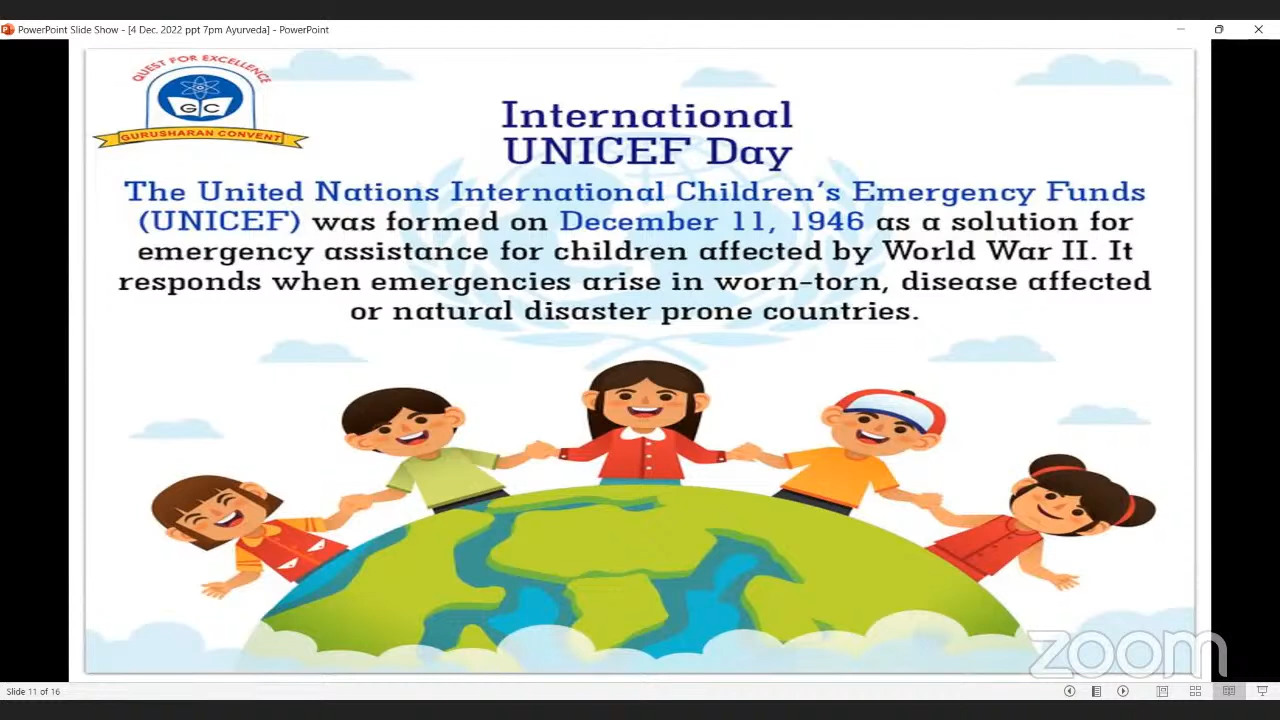 PowerPoint Slide Show - [4 Dec. 2022 ppt 7pm Ayurveda] - PowerPoint
QUEST FOR EXCELLENCE
GC
GURUSHARAN CONVENT
International
UNICEF Day
The United Nations International Children's Emergency Funds
(UNICEF) was formed on December 11, 1946 as a solution for
emergency assistance for children affected by World War II. It
responds when emergencies arise in worn-torn, disease affected
or natural disaster prone countries.
zoom
Slide 11 of 16